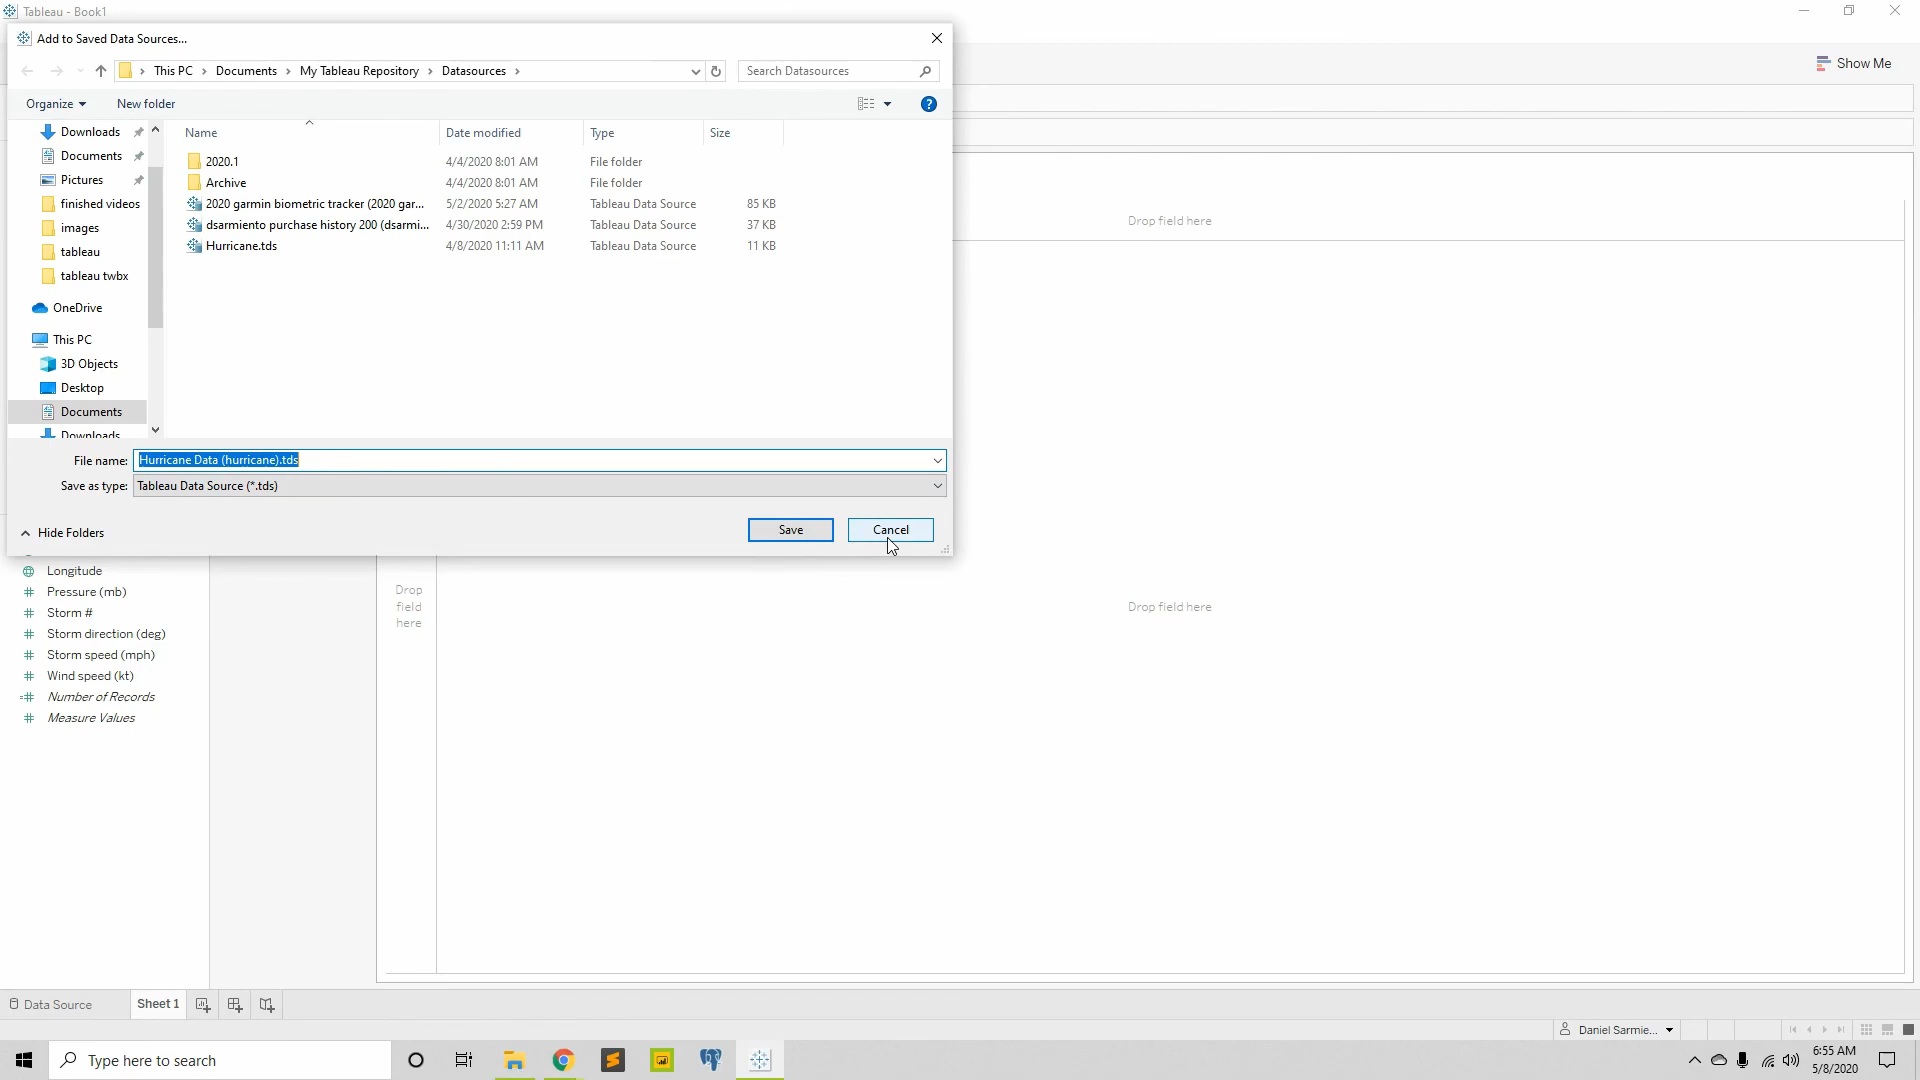 Tableau - Book1
Add to Saved Data Sources...
This PC > Documents > My Tableau Repository > Datasources >
Search Datasources
Show Me
Organize
New folder
Name
Date modified
Type
Size
Downloads
Documents
Pictures
finished videos
images
tableau
tableau twbx
OneDrive
This PC
3D Objects
Desktop
Documents
Downloads
2020.1 4/4/2020 8:01 AM File folder
Archive 4/4/2020 8:01 AM File folder
2020 garmin biometric tracker (2020 gar... 5/2/2020 5:27 AM Tableau Data Source 85 KB
dsarmiento purchase history 200 (dsarmi... 4/30/2020 2:59 PM Tableau Data Source 37 KB
Hurricane.tds 4/8/2020 11:11 AM Tableau Data Source 11 KB
Drop field here
File name: Hurricane Data (hurricane).tds
Save as type: Tableau Data Source (*.tds)
Hide Folders
Save
Cancel
Longitude
Pressure (mb)
Storm #
Storm direction (deg)
Storm speed (mph)
Wind speed (kt)
Number of Records
Measure Values
Drop
field
here
Drop field here
Data Source
Sheet 1
Daniel Sarmie...
Type here to search
6:55 AM
5/8/2020